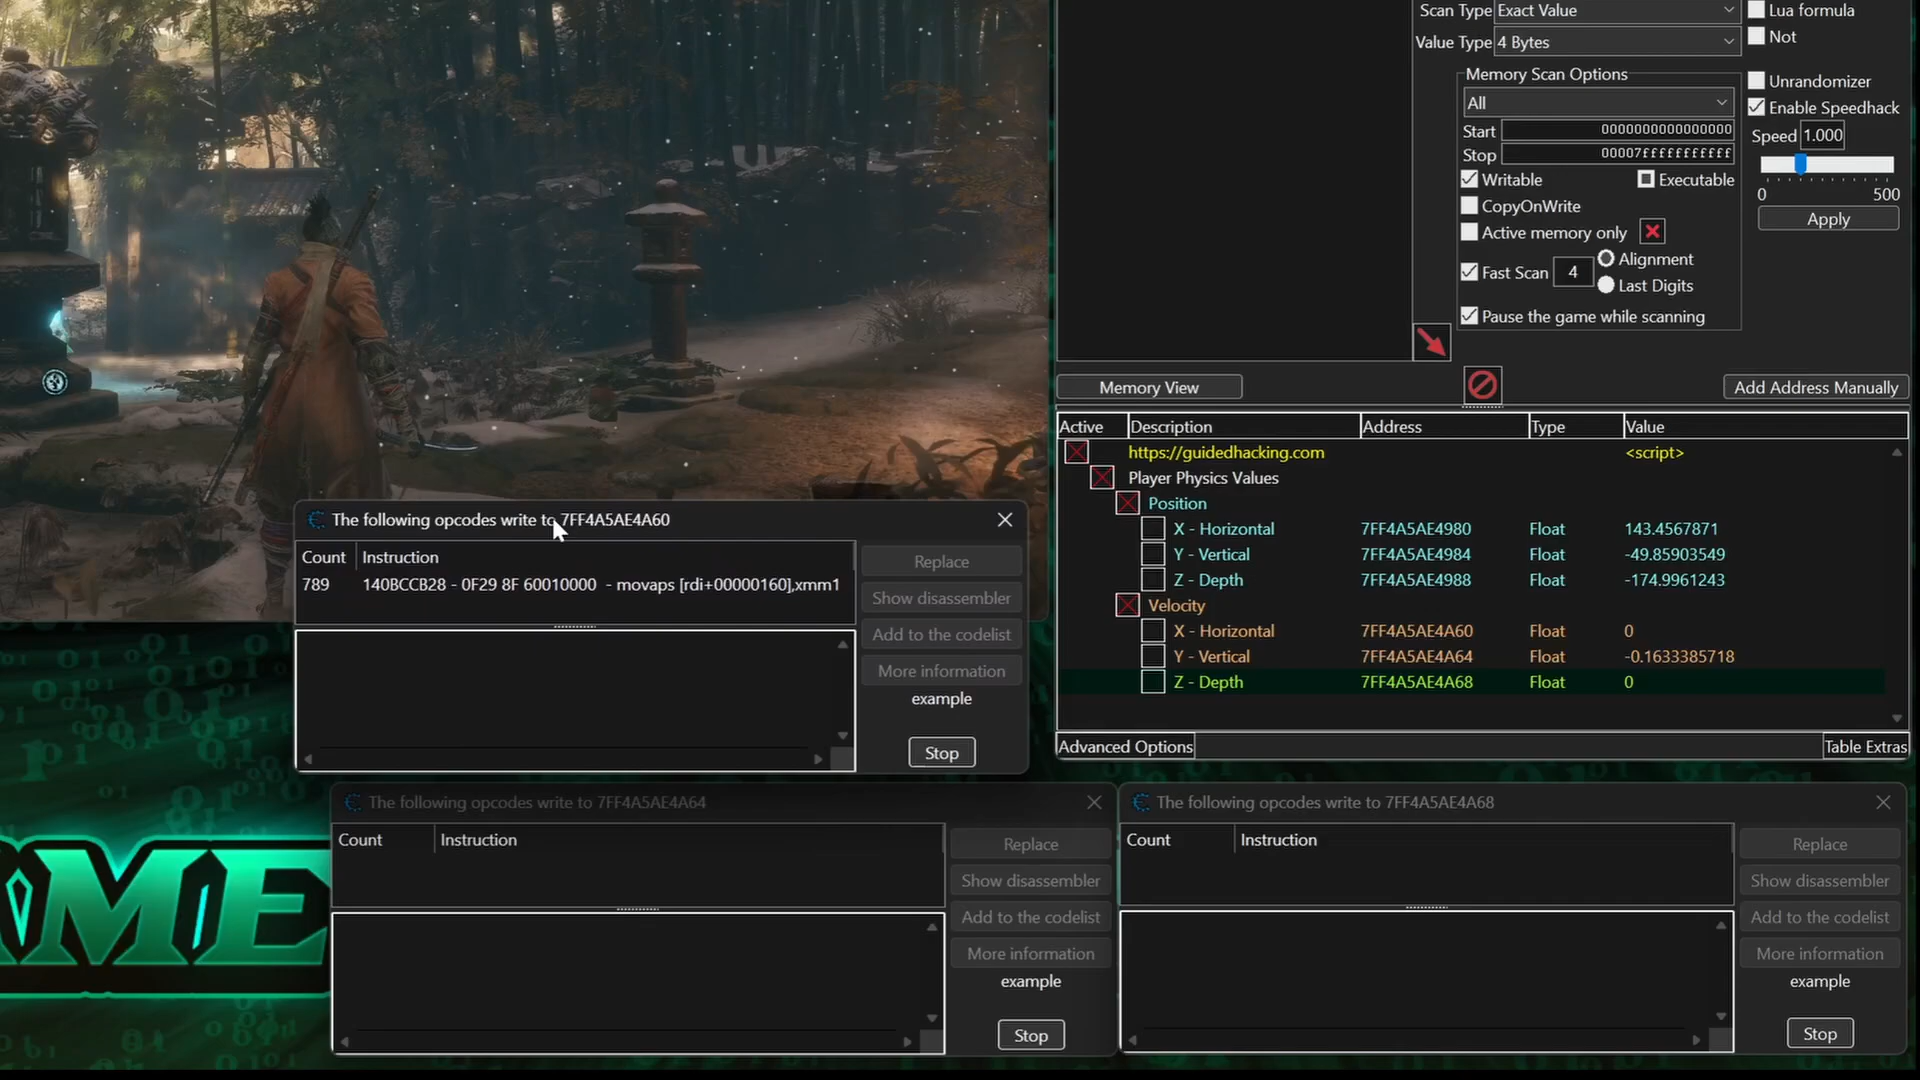 Scan Type Exact Value
Lua formula
Value Type 4 Bytes
Not
Memory Scan Options
All
Unrandomizer
Enable Speedhack
Start 0000000000000000
Speed 1.000
Stop 00007fffffffffff
Writable
Executable
0 500
CopyOnWrite
Apply
Active memory only
Fast Scan 4
Alignment
Last Digits
Pause the game while scanning
Memory View
Add Address Manually
Active Description Address Type Value
https://guidedhacking.com <script>
Player Physics Values
Position
X - Horizontal 7FF4A5AE4980 Float 143.4567871
Y - Vertical 7FF4A5AE4984 Float -49.85903549
Z - Depth 7FF4A5AE4988 Float -174.9961243
Velocity
X - Horizontal 7FF4A5AE4A60 Float 0
Y - Vertical 7FF4A5AE4A64 Float -0.1633385718
Z - Depth 7FF4A5AE4A68 Float 0
Advanced Options
Table Extras
The following opcodes write to 7FF4A5AE4A60
Count Instruction
789 140BCCB28 - 0F29 8F 60010000 - movaps [rdi+00000160],xmm1
Replace
Show disassembler
Add to the codelist
More information
example
Stop
The following opcodes write to 7FF4A5AE4A64
Count Instruction
Replace
Show disassembler
Add to the codelist
More information
example
Stop
The following opcodes write to 7FF4A5AE4A68
Count Instruction
Replace
Show disassembler
Add to the codelist
More information
example
Stop